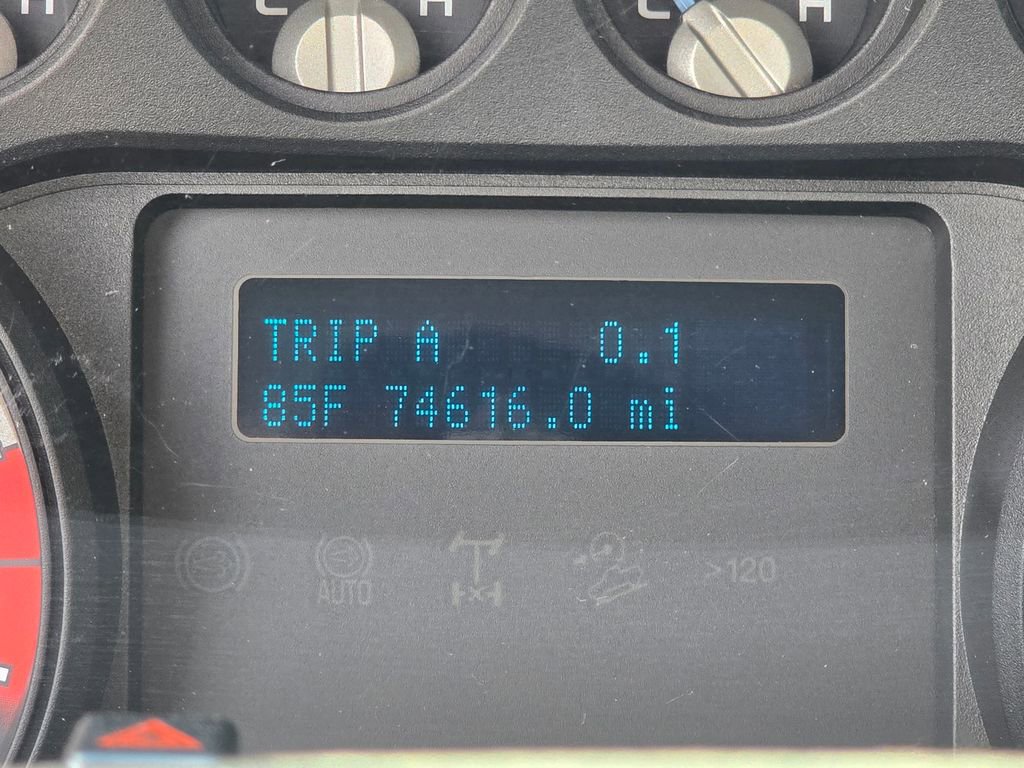 C H
C H
TRIP A 0.1
85F 74616.0 mi
AUTO >120